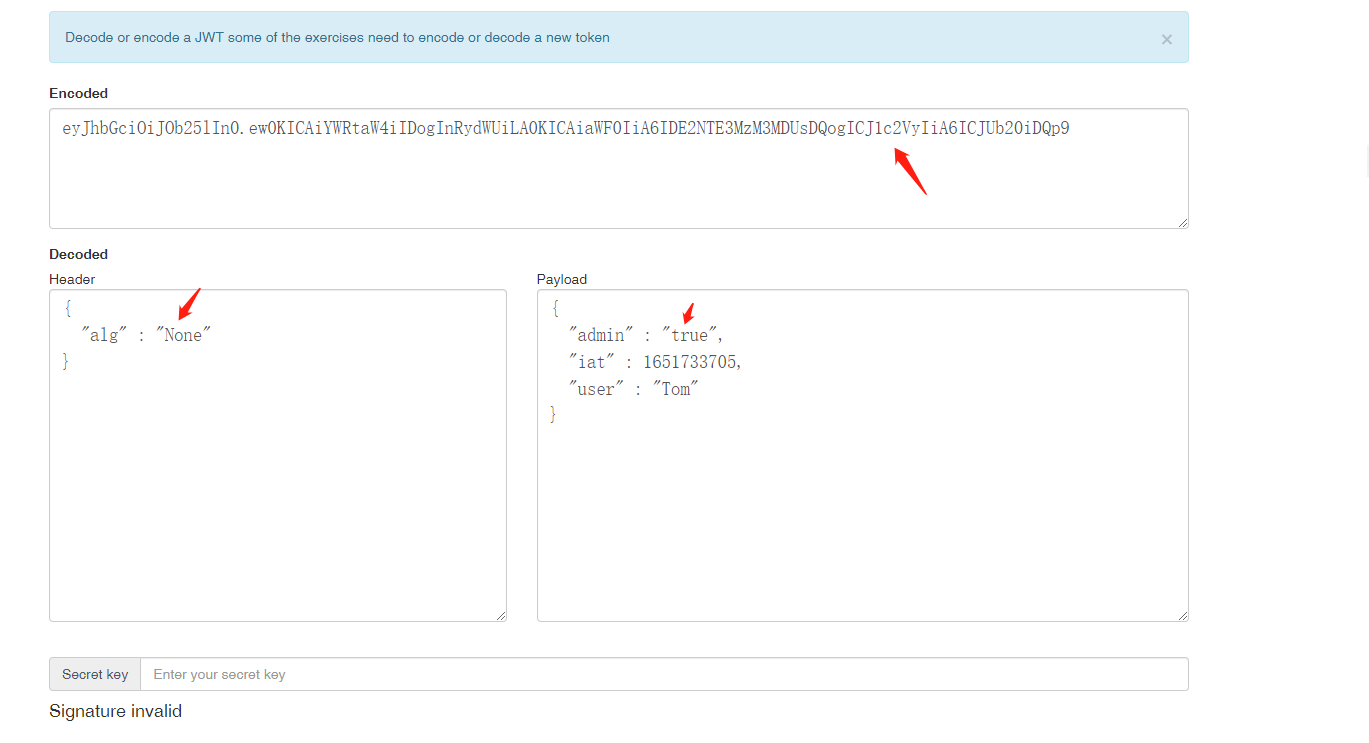 Decode or encode a JWT some of the exercises need to encode or decode a new token
×
Encoded
eyJhbGciOiJOb25lIn0.ew0KICAiYWRtaW4iIDogInRydWUiLA0KICAiaWF0IiA6IDE2NTE3MzM3MDUsDQogICJ1c2VyIiA6ICJUb20iDQp9
Decoded
Header
Payload
{
"alg" : "None"
}
{
"admin" : "true",
"iat" : 1651733705,
"user" : "Tom"
}
Secret key
Enter your secret key
Signature invalid